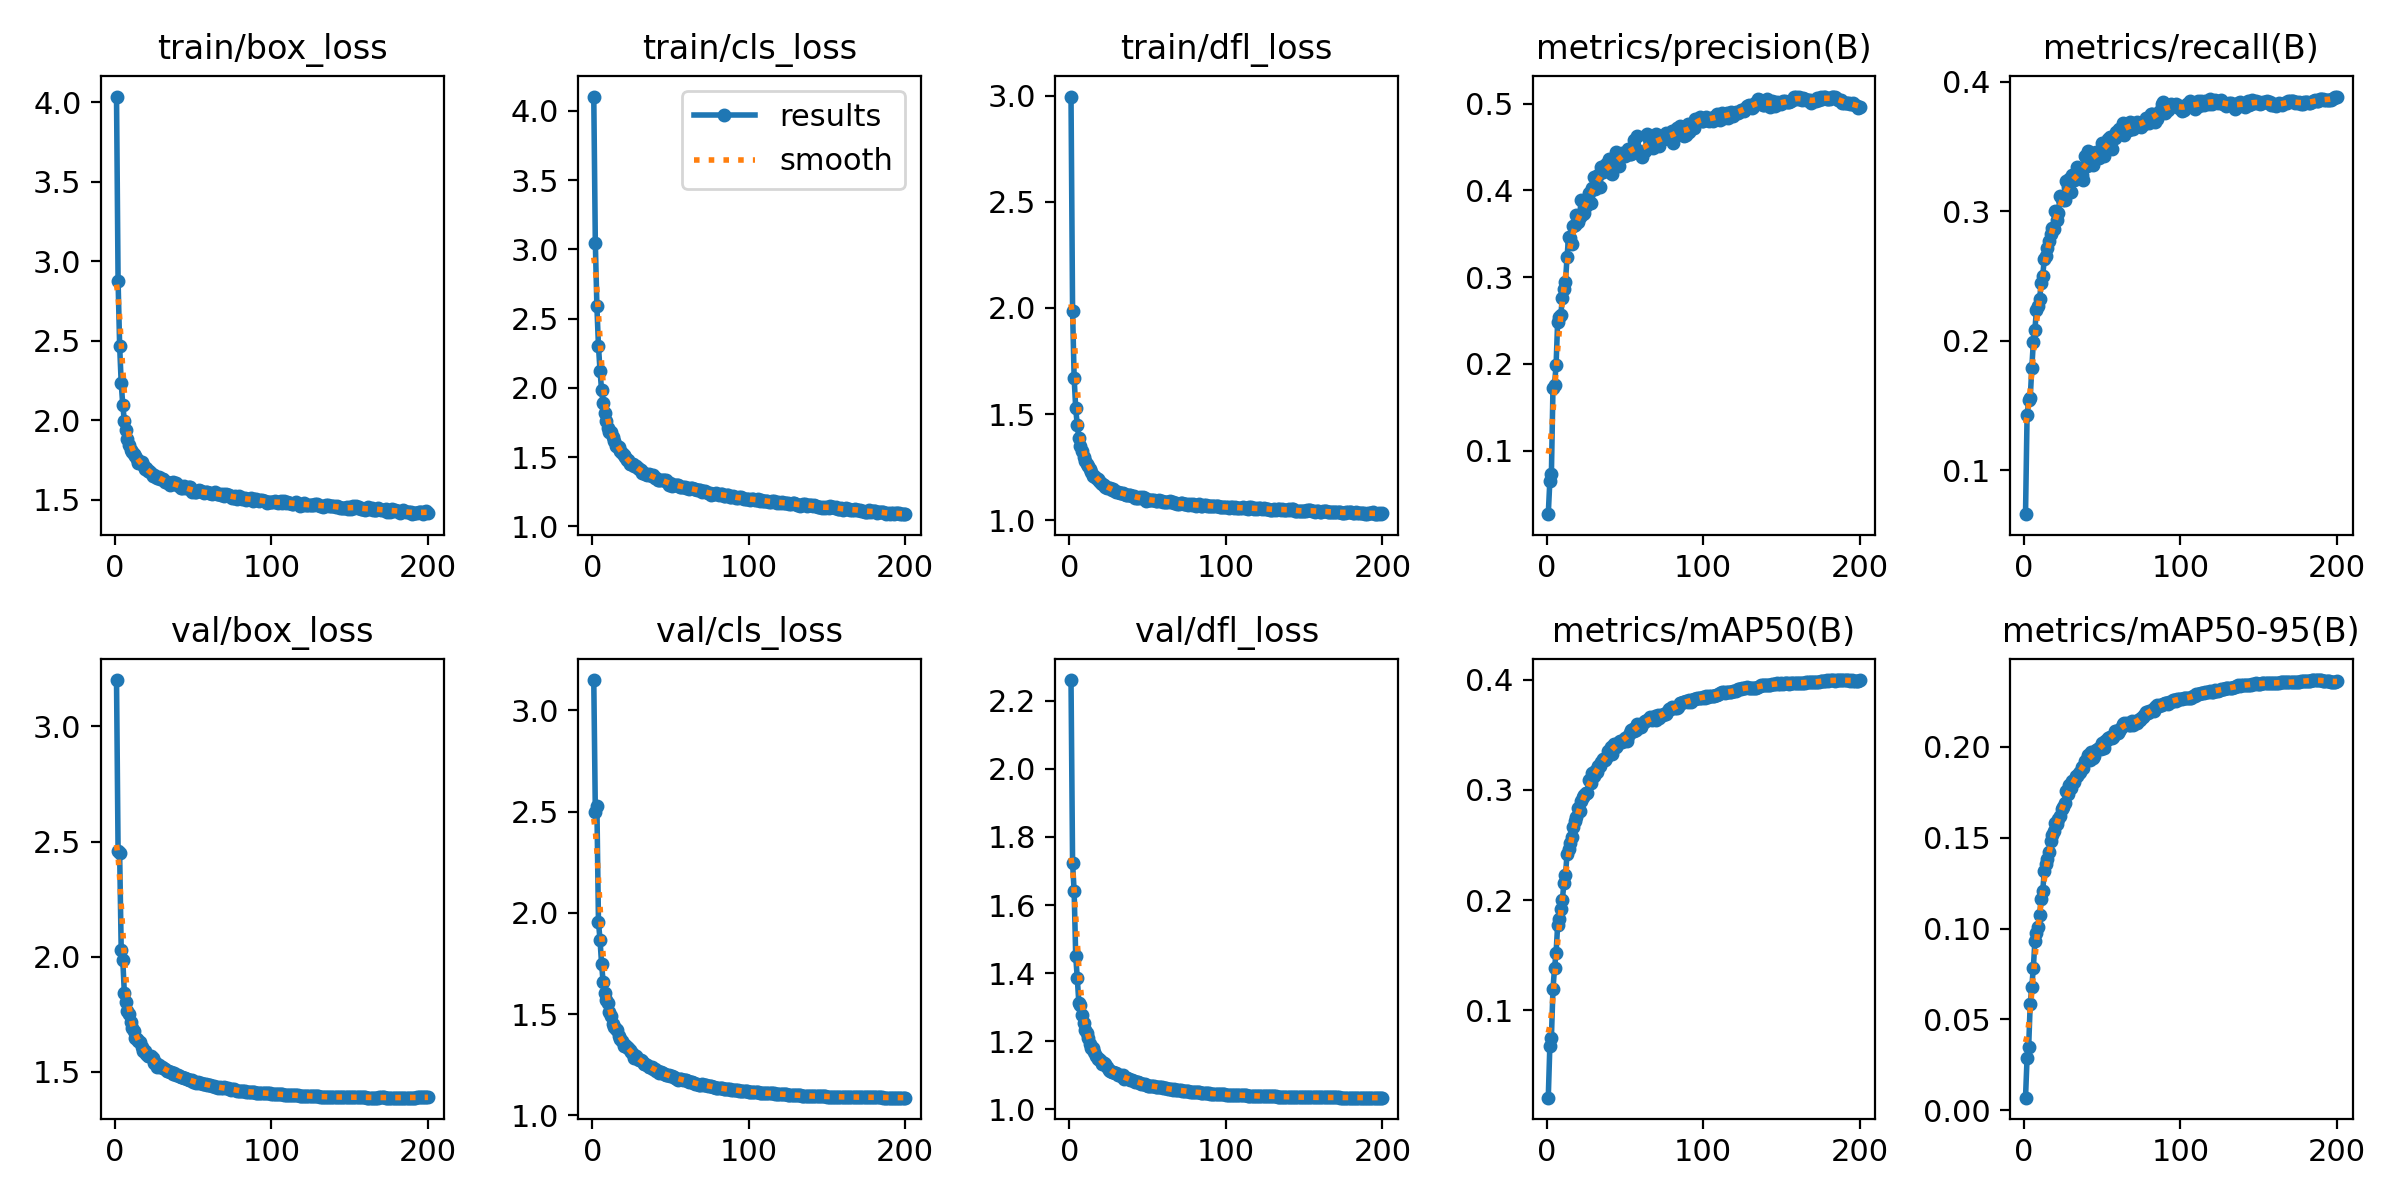 train/box_loss
4.0
3.5
3.0
2.5
2.0
1.5
0 100 200
train/cls_loss
results
smooth
4.0
3.5
3.0
2.5
2.0
1.5
1.0
0 100 200
train/dfl_loss
3.0
2.5
2.0
1.5
1.0
0 100 200
metrics/precision(B)
0.5
0.4
0.3
0.2
0.1
0 100 200
metrics/recall(B)
0.4
0.3
0.2
0.1
0 100 200
val/box_loss
3.0
2.5
2.0
1.5
0 100 200
val/cls_loss
3.0
2.5
2.0
1.5
1.0
0 100 200
val/dfl_loss
2.2
2.0
1.8
1.6
1.4
1.2
1.0
0 100 200
metrics/mAP50(B)
0.4
0.3
0.2
0.1
0 100 200
metrics/mAP50-95(B)
0.20
0.15
0.10
0.05
0.00
0 100 200